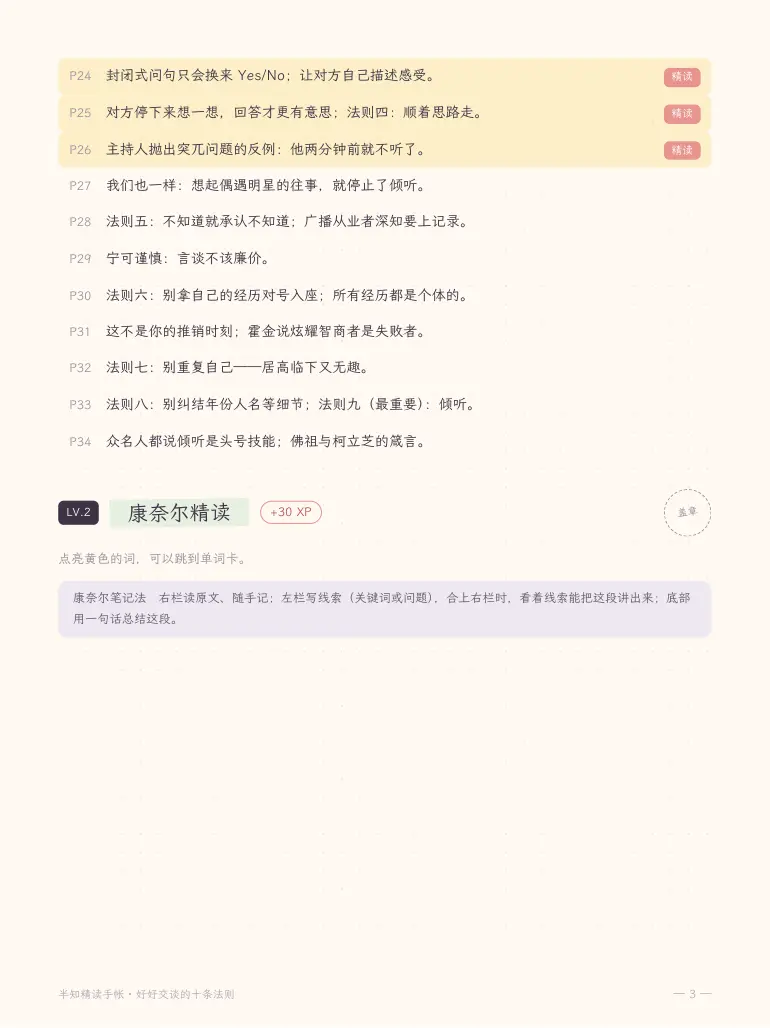 P24 封闭式问句只会换来 Yes/No；让对方自己描述感受。 精读
P25 对方停下来想一想，回答才更有意思；法则四：顺着思路走。 精读
P26 主持人抛出突兀问题的反例：他两分钟前就不听了。 精读
P27 我们也一样：想起偶遇明星的往事，就停止了倾听。
P28 法则五：不知道就承认不知道；广播从业者深知要上记录。
P29 宁可谨慎：言谈不该廉价。
P30 法则六：别拿自己的经历对号入座；所有经历都是个体的。
P31 这不是你的推销时刻；霍金说炫耀智商者是失败者。
P32 法则七：别重复自己——居高临下又无趣。
P33 法则八：别纠结年份人名等细节；法则九（最重要）：倾听。
P34 众名人都说倾听是头号技能；佛祖与柯立芝的箴言。
LV.2 康奈尔精读 +30 XP 盖章
点亮黄色的词，可以跳到单词卡。
康奈尔笔记法 右栏读原文、随手记；左栏写线索（关键词或问题），合上右栏时，看着线索能把这段讲出来；底部
用一句话总结这段。
半知精读手帐・好好交谈的十条法则 — 3 —